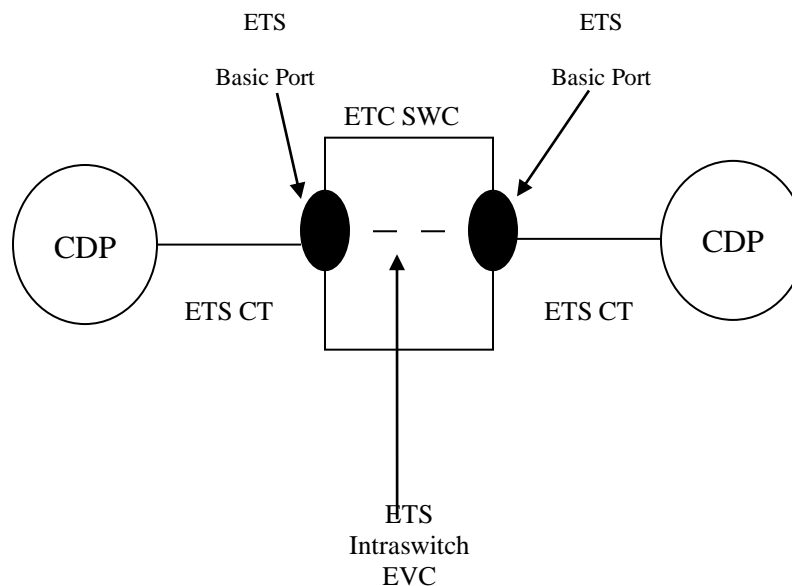 ETS
ETS
Basic Port
Basic Port
ETC SWC
CDP
CDP
ETS CT
ETS CT
ETS
Intraswitch
EVC